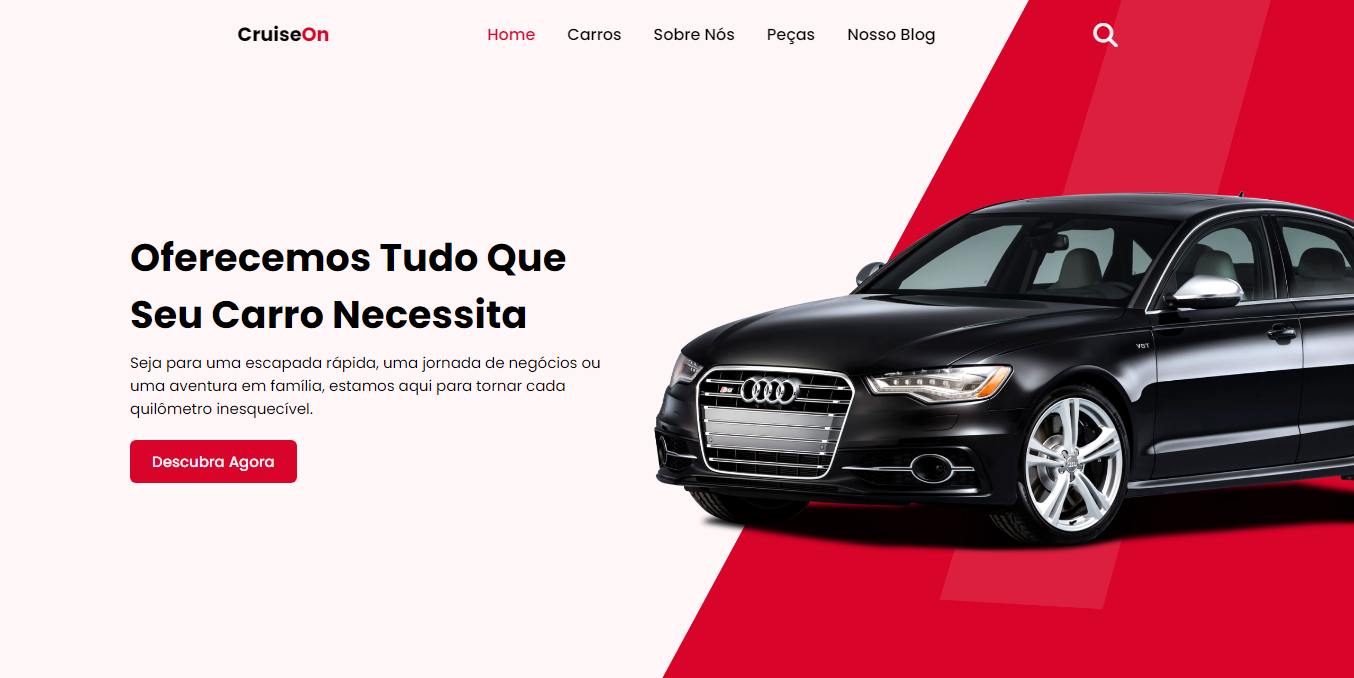 CruiseOn
Home Carros Sobre Nós Peças Nosso Blog
Oferecemos Tudo Que
Seu Carro Necessita
Seja para uma escapada rápida, uma jornada de negócios ou
uma aventura em família, estamos aqui para tornar cada
quilômetro inesquecível.
Descubra Agora
V8T